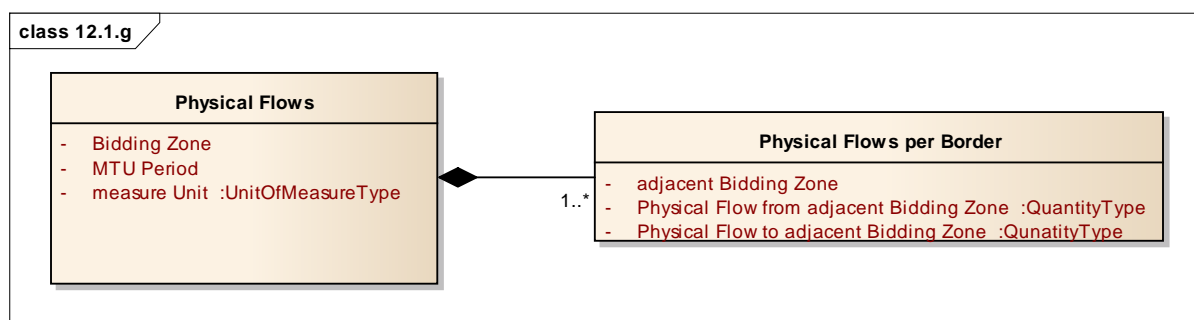 class 12.1.g
Physical Flows
- Bidding Zone
- MTU Period
- measure Unit :UnitOfMeasureType
1..*
Physical Flows per Border
- adjacent Bidding Zone
- Physical Flow from adjacent Bidding Zone :QuantityType
- Physical Flow to adjacent Bidding Zone :QunatityType